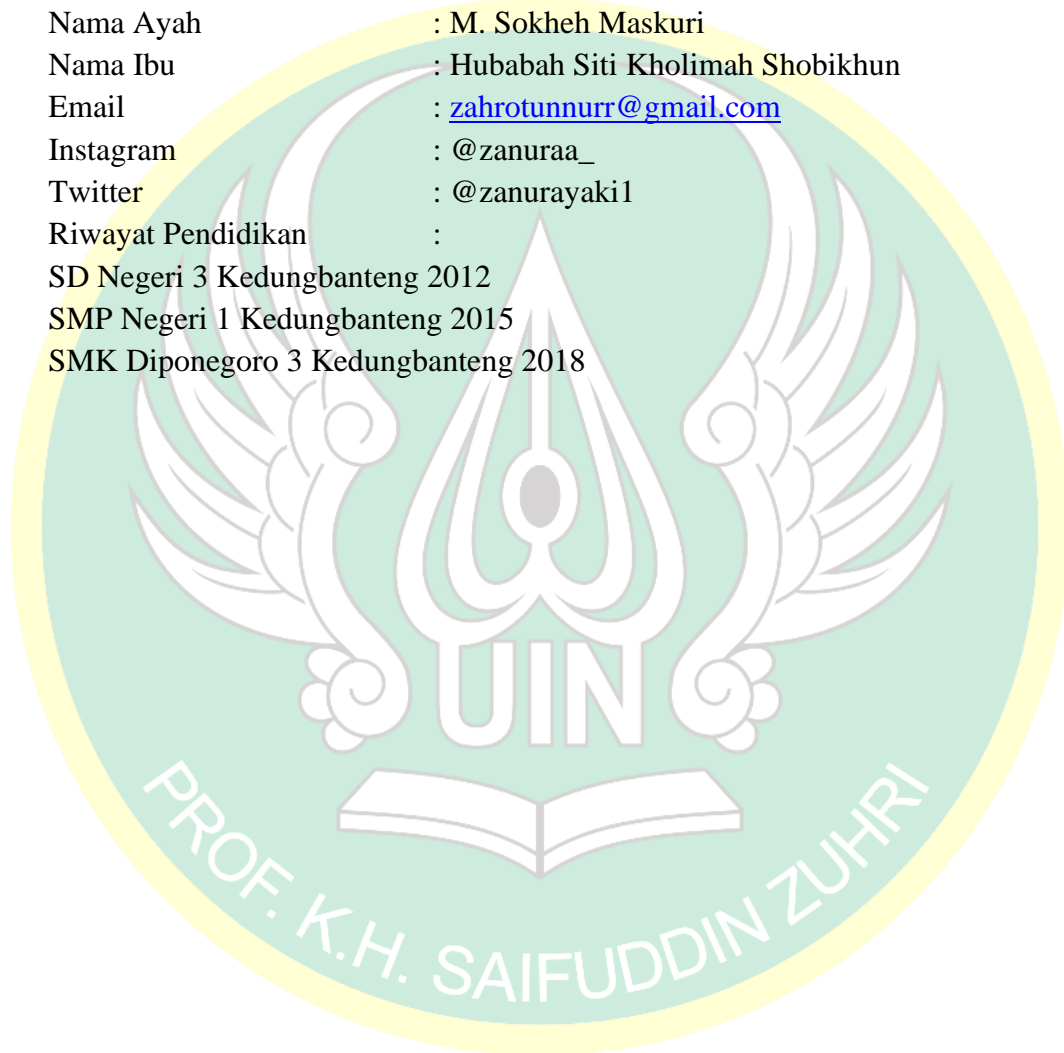 Nama Ayah : M. Sokheh Maskuri
Nama Ibu : Hubabah Siti Kholimah Shobikhun
Email : zahrotunnurr@gmail.com
Instagram : @zanuraa_
Twitter : @zanurayaki1
Riwayat Pendidikan :
SD Negeri 3 Kedungbanteng 2012
SMP Negeri 1 Kedungbanteng 2015
SMK Diponegoro 3 Kedungbanteng 2018
UIN
PROF. K.H. SAIFUDDIN ZUHRI